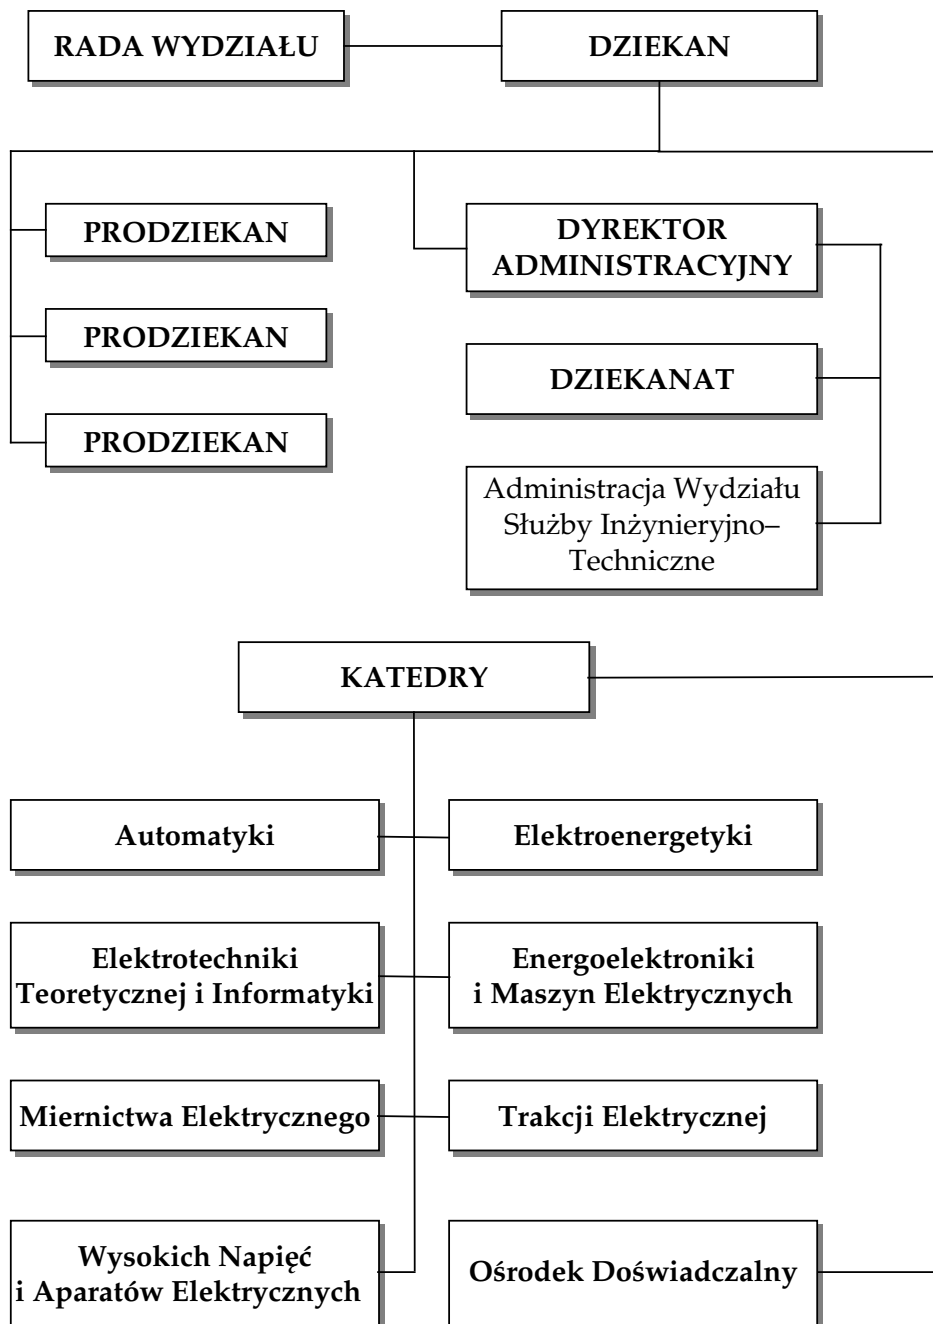 RADA WYDZIAŁU
DZIEKAN
PRODZIEKAN
PRODZIEKAN
PRODZIEKAN
DYREKTOR
ADMINISTRACYJNY
DZIEKANAT
Administracja Wydziału
Służby Inżynieryjno–
Techniczne
KATEDRY
Automatyki
Elektroenergetyki
Elektrotechniki
Teoretycznej i Informatyki
Energoelektroniki
i Maszyn Elektrycznych
Miernictwa Elektrycznego
Trakcji Elektrycznej
Wysokich Napięć
i Aparatów Elektrycznych
Ośrodek Doświadczalny